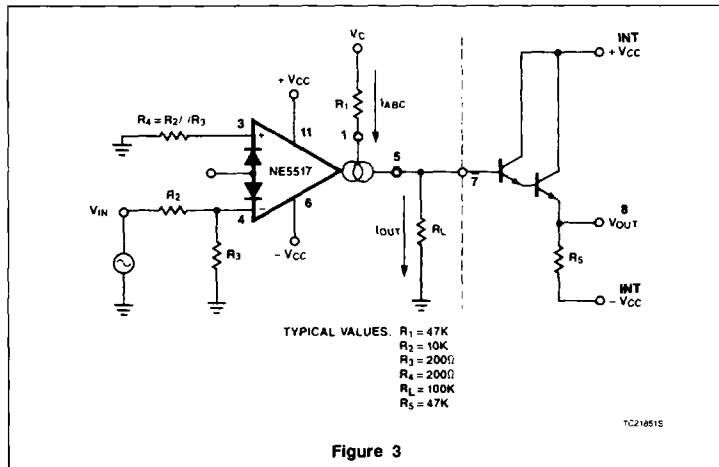 VC
INT
+ VCC
+ VCC
R1
IABC
R4 = R2/ /R3
3
+
11
1
5
NE5517
7
6
VIN
R2
4
−
8
VOUT
IOUT
RL
R3
R5
− VCC
INT
− VCC
TYPICAL VALUES. R1 = 47K
R2 = 10K
R3 = 200Ω
R4 = 200Ω
RL = 100K
R5 = 47K
TC21851S
Figure 3